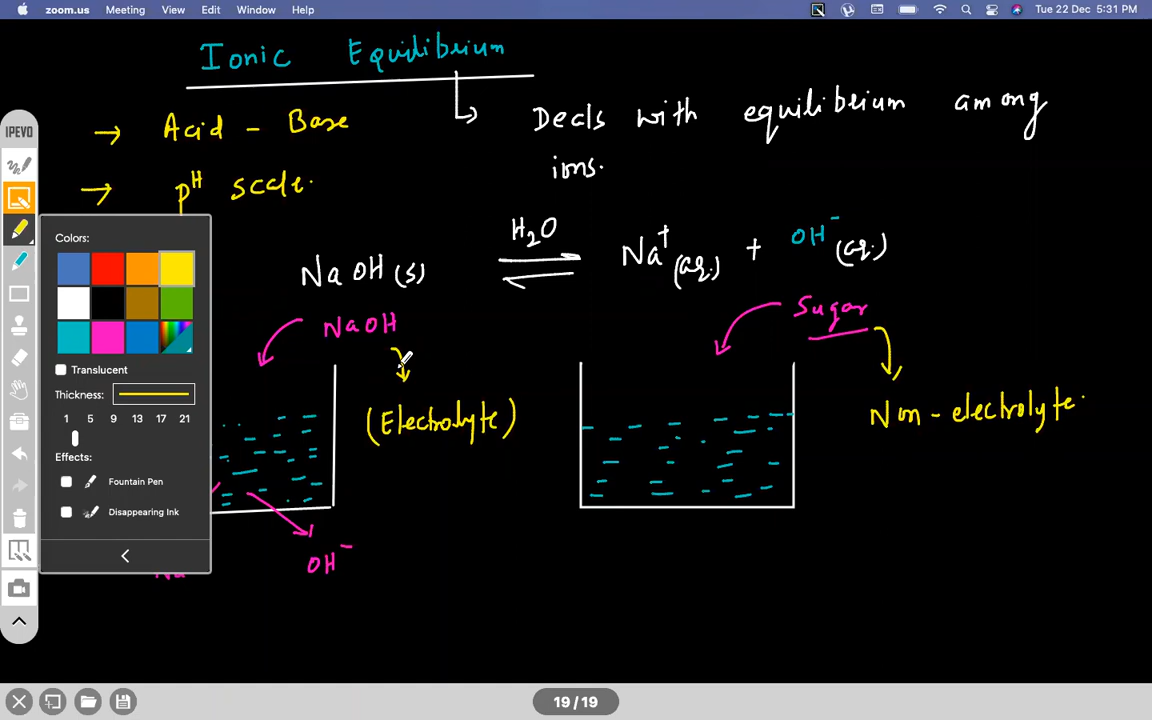 zoom.us Meeting View Edit Window Help Tue 22 Dec 5:31 PM
Ionic Equilibrium
Deals with equilibrium among
ions.
→ Acid - Base
→ pH scale.
IPEVO
Colors:
Translucent
Thickness:
1 5 9 13 17 21
Effects:
Fountain Pen
Disappearing Ink
NaOH(s) ⇌ H2O Na+(aq.) + OH-(aq.)
NaOH
(Electrolyte)
OH-
Na
Sugar
Non-electrolyte.
19 / 19